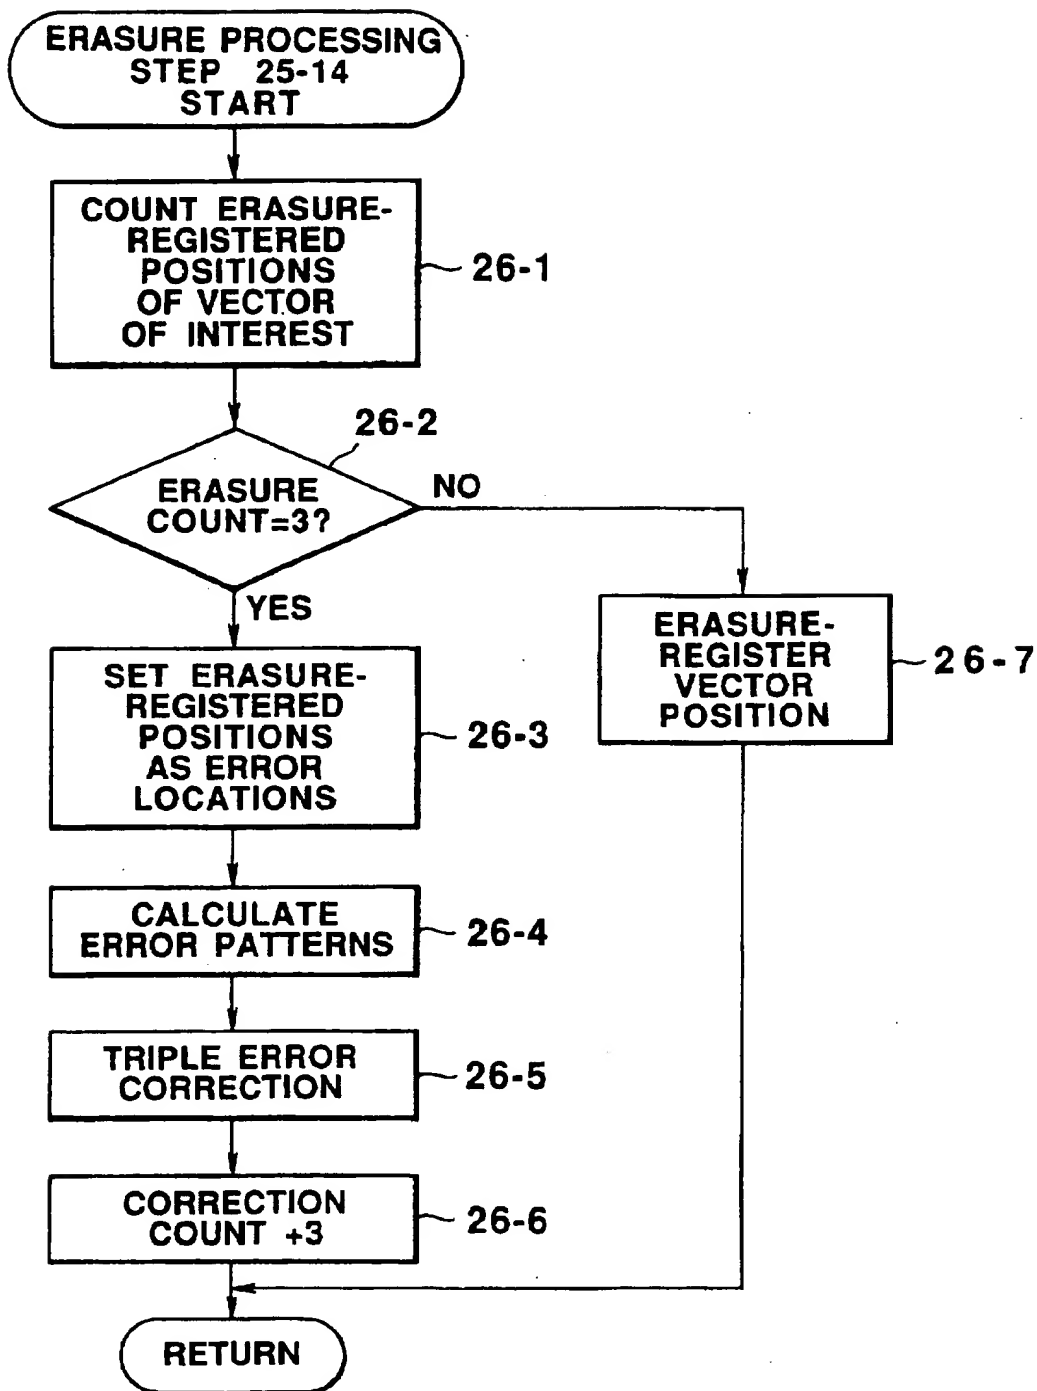 ERASURE PROCESSING
STEP 25-14
START
COUNT ERASURE-
REGISTERED
POSITIONS
OF VECTOR
OF INTEREST
26-1
26-2
ERASURE
COUNT=3?
NO
YES
ERASURE-
REGISTER
VECTOR
POSITION
26-7
SET ERASURE-
REGISTERED
POSITIONS
AS ERROR
LOCATIONS
26-3
CALCULATE
ERROR PATTERNS
26-4
TRIPLE ERROR
CORRECTION
26-5
CORRECTION
COUNT +3
26-6
RETURN